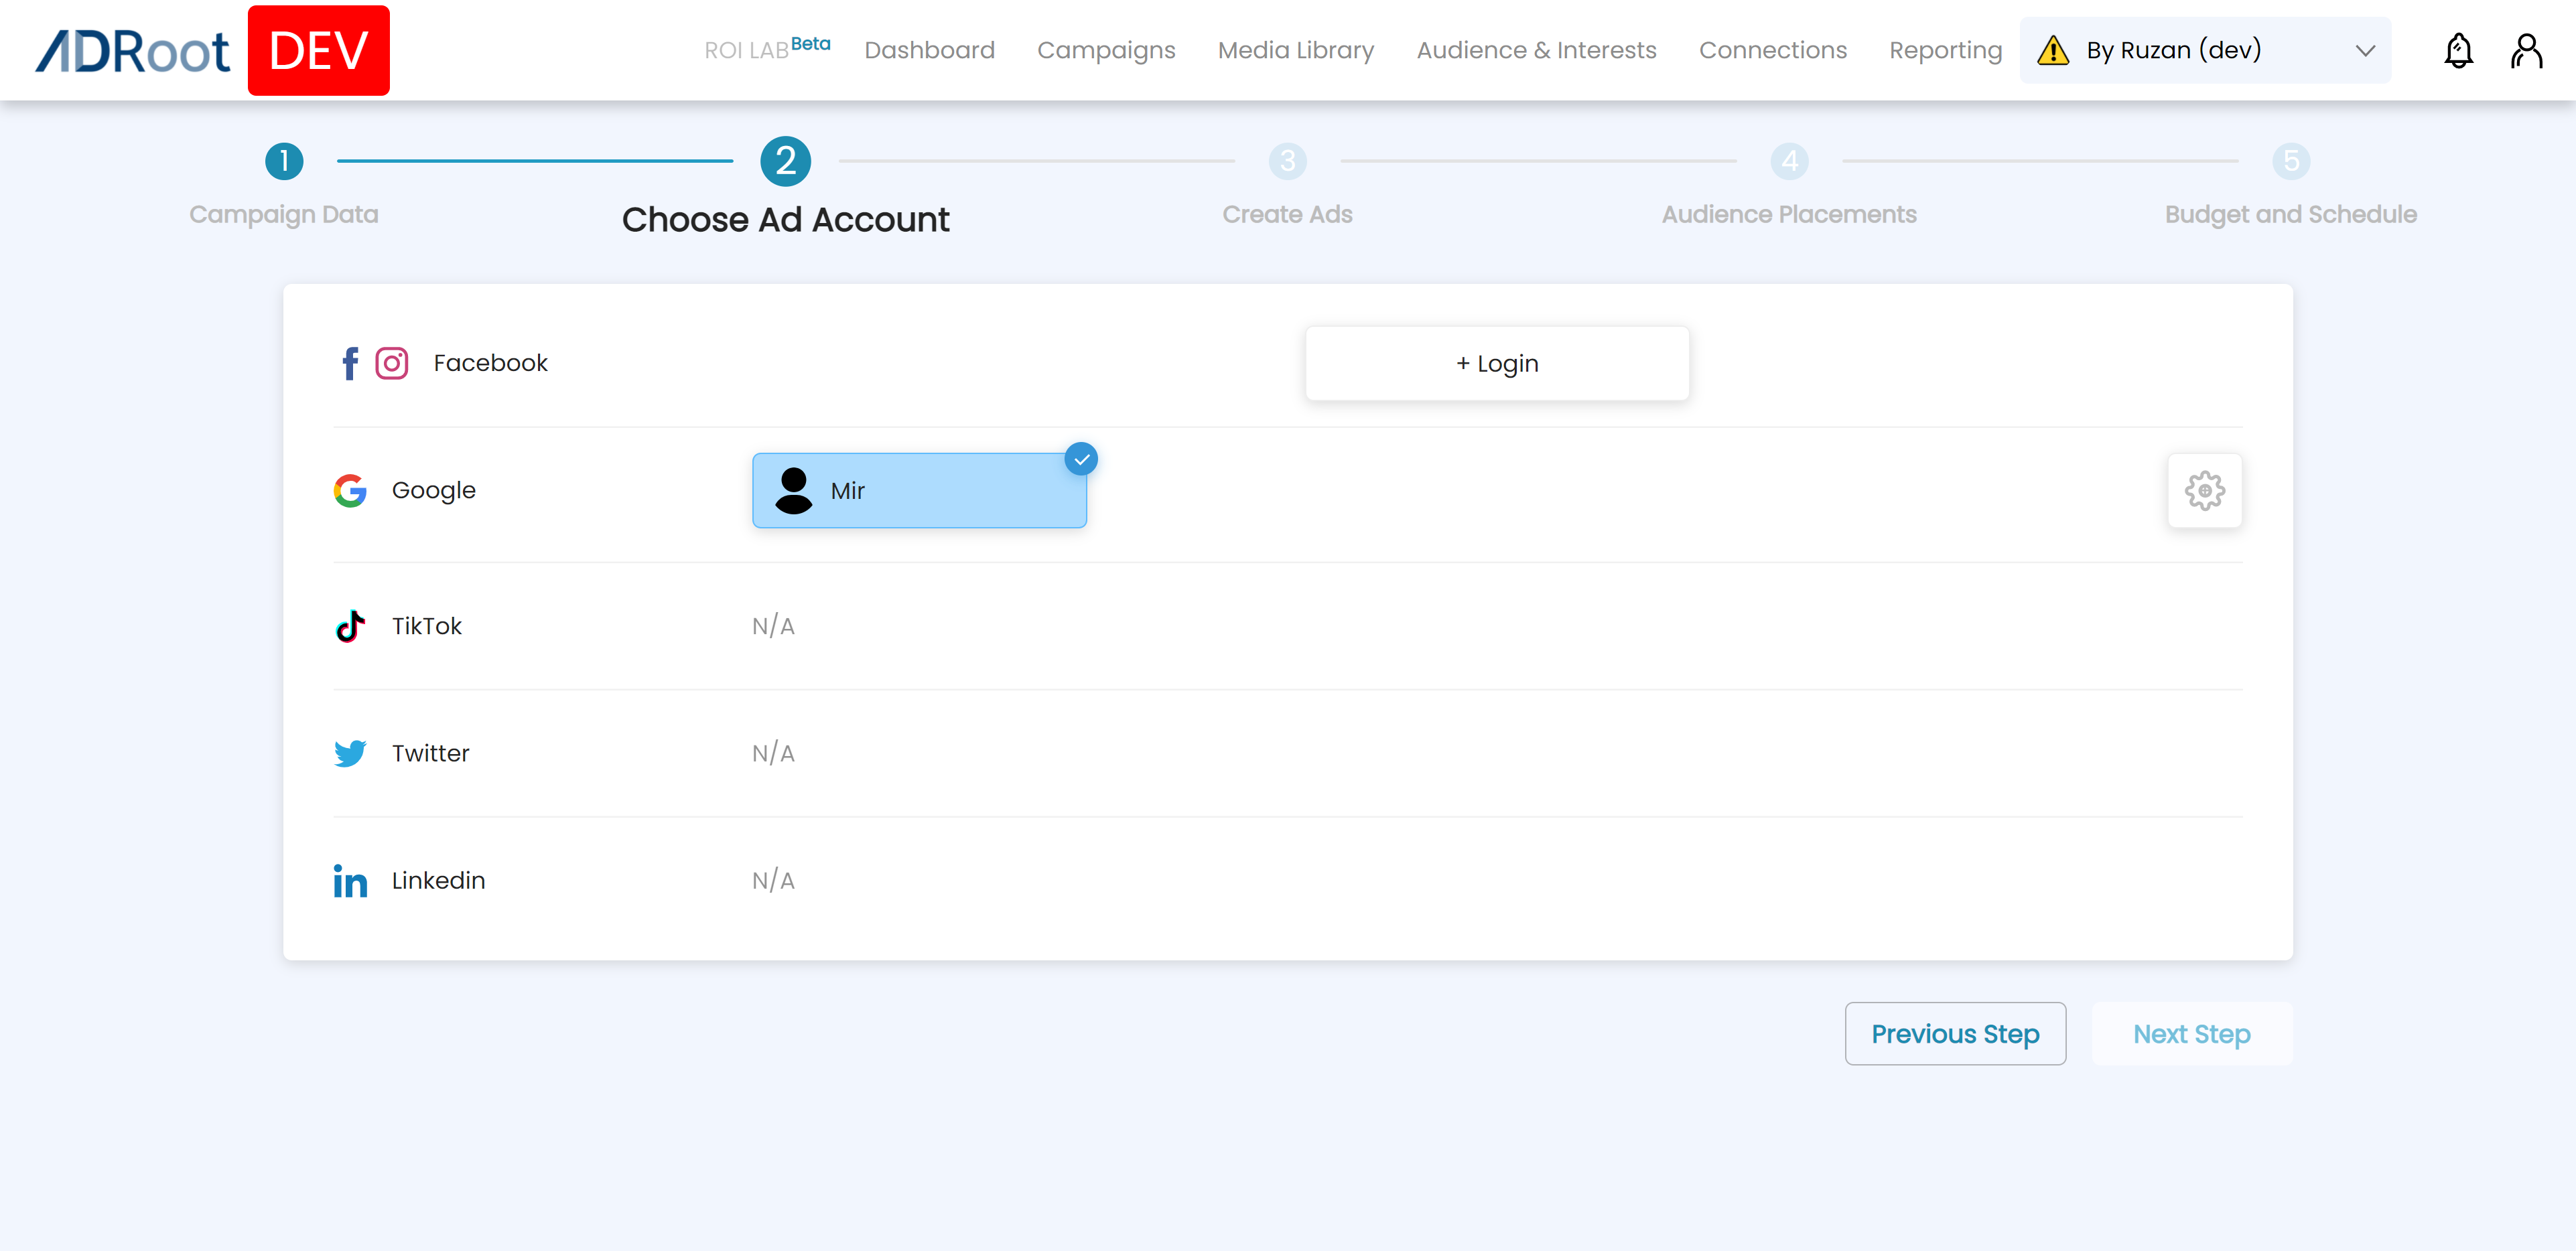 ADRoot DEV ROI LAB Beta Dashboard Campaigns Media Library Audience & Interests Connections Reporting By Ruzan (dev)
1 2 3 4 5
Campaign Data Choose Ad Account Create Ads Audience Placements Budget and Schedule
Facebook + Login
Google Mir
TikTok N/A
Twitter N/A
Linkedin N/A
Previous Step Next Step